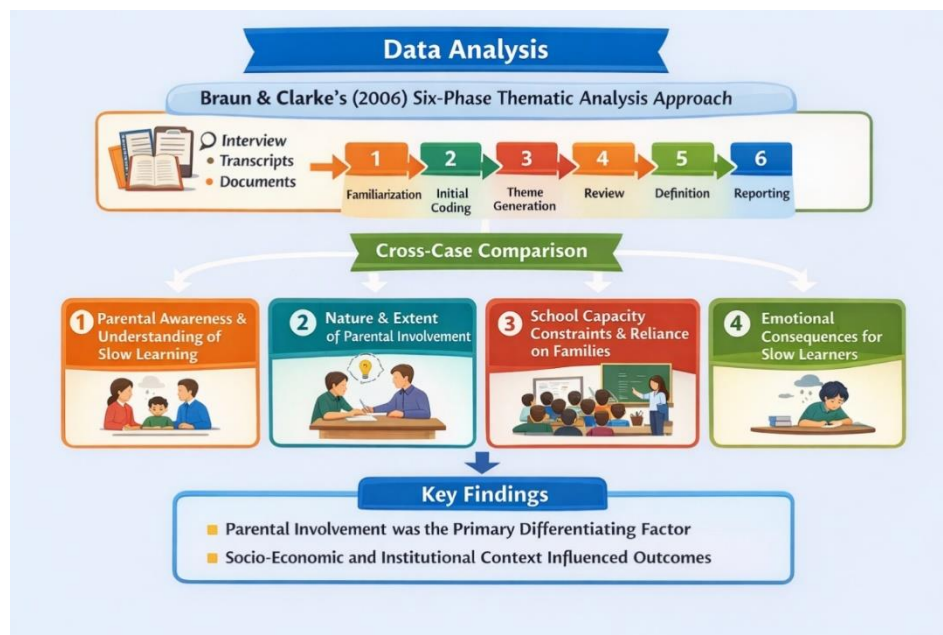 Data Analysis
Braun & Clarke's (2006) Six-Phase Thematic Analysis Approach
Interview
Transcripts
Documents
1
Familiarization
2
Initial
Coding
3
Theme
Generation
4
Review
5
Definition
6
Reporting
Cross-Case Comparison
1 Parental Awareness &
Understanding of
Slow Learning
2 Nature & Extent
of Parental Involvement
3 School Capacity
Constraints & Reliance
on Families
4 Emotional
Consequences for
Slow Learners
Key Findings
Parental Involvement was the Primary Differentiating Factor
Socio-Economic and Institutional Context Influenced Outcomes